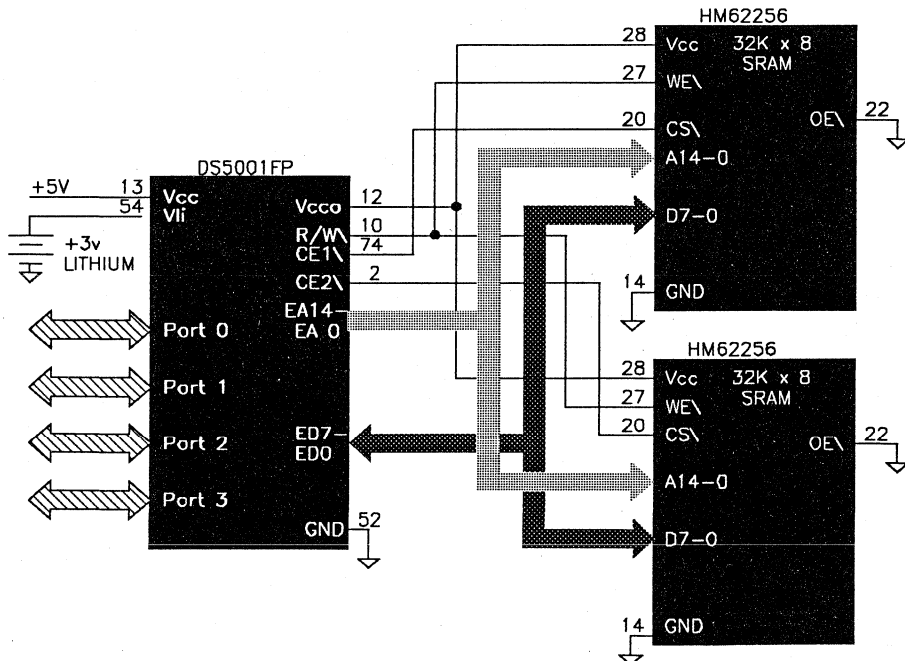 HM62256
28
Vcc
32K x 8
SRAM
27
WE\
20
CS\
OE\
22
A14-0
D7-0
14
GND
DS5001FP
+5V
13
Vcc
54
Vli
+3v
LITHIUM
Vcco
12
R/W\
10
CE1\
74
CE2\
2
EA14-
EA 0
Port 0
Port 1
Port 2
Port 3
ED7-
ED0
GND
52
HM62256
28
Vcc
32K x 8
SRAM
27
WE\
20
CS\
OE\
22
A14-0
D7-0
14
GND